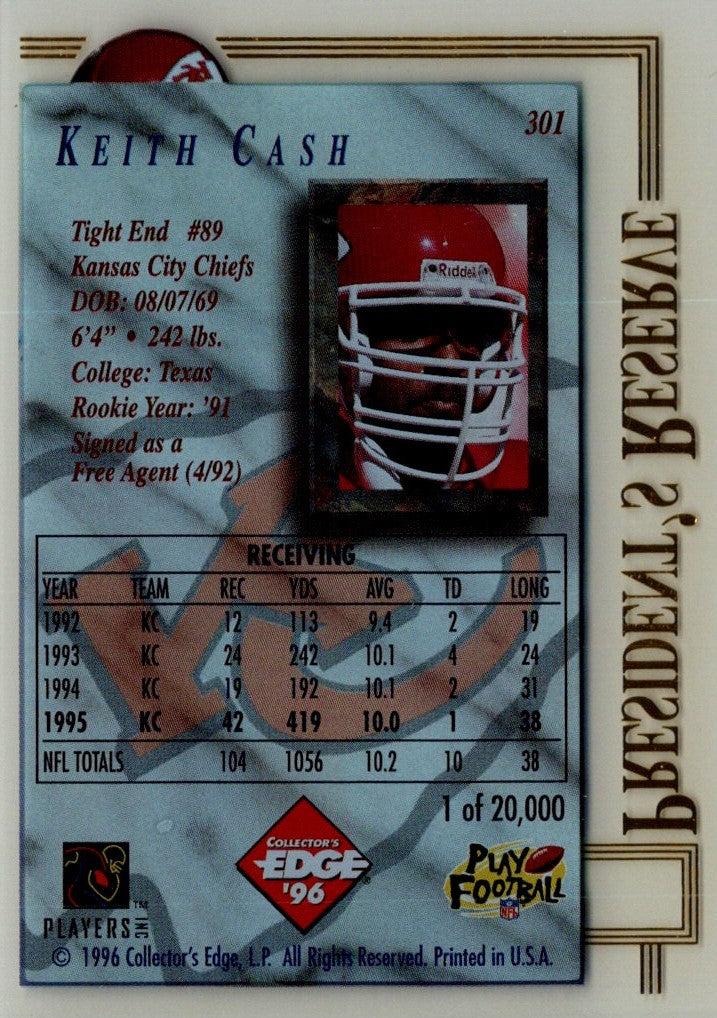 301
KEITH CASH
Tight End #89
Kansas City Chiefs
DOB: 08/07/69
6'4" • 242 lbs.
College: Texas
Rookie Year: '91
Signed as a
Free Agent (4/92)
Riddell
PRESIDENT'S RESERVE
RECEIVING
YEAR TEAM REC YDS AVG TD LONG
1992 KC 12 113 9.4 2 19
1993 KC 24 242 10.1 4 24
1994 KC 19 192 10.1 2 31
1995 KC 42 419 10.0 1 38
NFL TOTALS 104 1056 10.2 10 38
1 of 20,000
COLLECTOR'S
EDGE®
'96
PLAY
FOOTBALL
NFL
™
PLAYERS INC
© 1996 Collector's Edge, L.P. All Rights Reserved. Printed in U.S.A.
KC